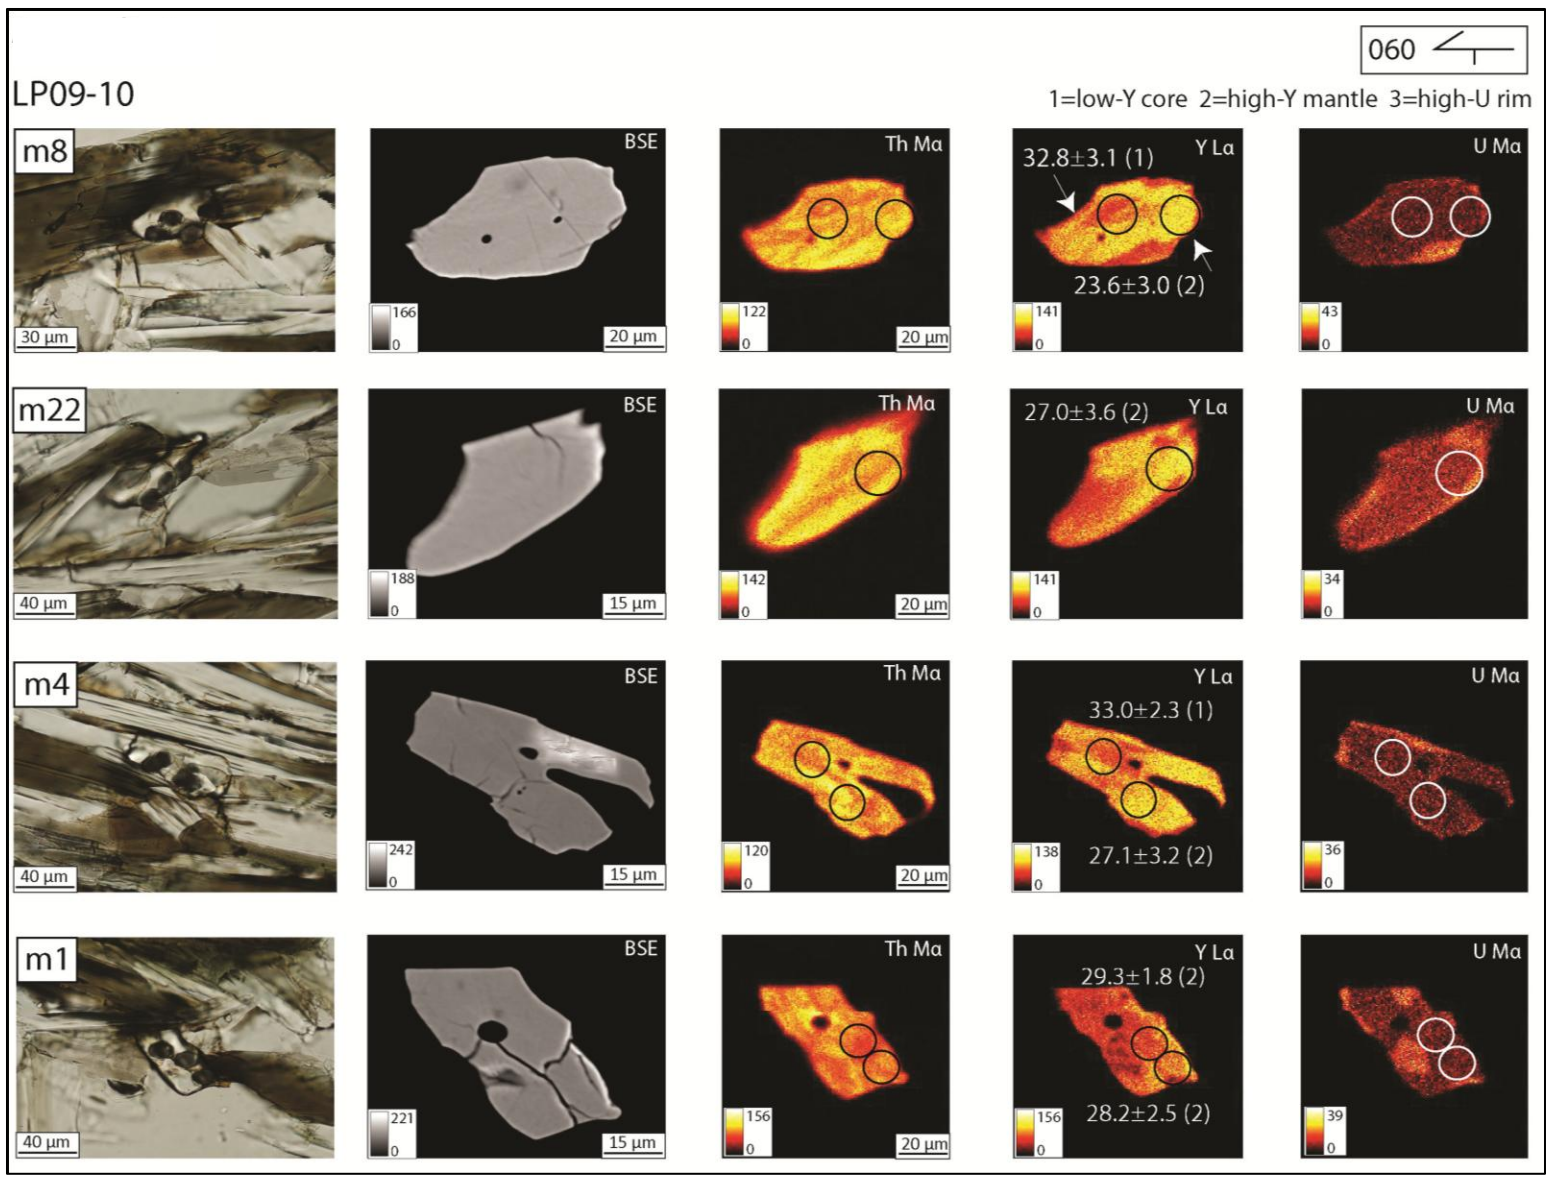 060
LP09-10
1=low-Y core 2=high-Y mantle 3=high-U rim
m8
30 µm
BSE
166
0
20 µm
Th Mα
122
0
20 µm
Y Lα
32.8±3.1 (1)
23.6±3.0 (2)
141
0
U Mα
43
0
m22
40 µm
BSE
188
0
15 µm
Th Mα
142
0
20 µm
Y Lα
27.0±3.6 (2)
141
0
U Mα
34
0
m4
40 µm
BSE
242
0
15 µm
Th Mα
120
0
20 µm
Y Lα
33.0±2.3 (1)
27.1±3.2 (2)
138
0
U Mα
36
0
m1
40 µm
BSE
221
0
15 µm
Th Mα
156
0
20 µm
Y Lα
29.3±1.8 (2)
28.2±2.5 (2)
156
0
U Mα
39
0